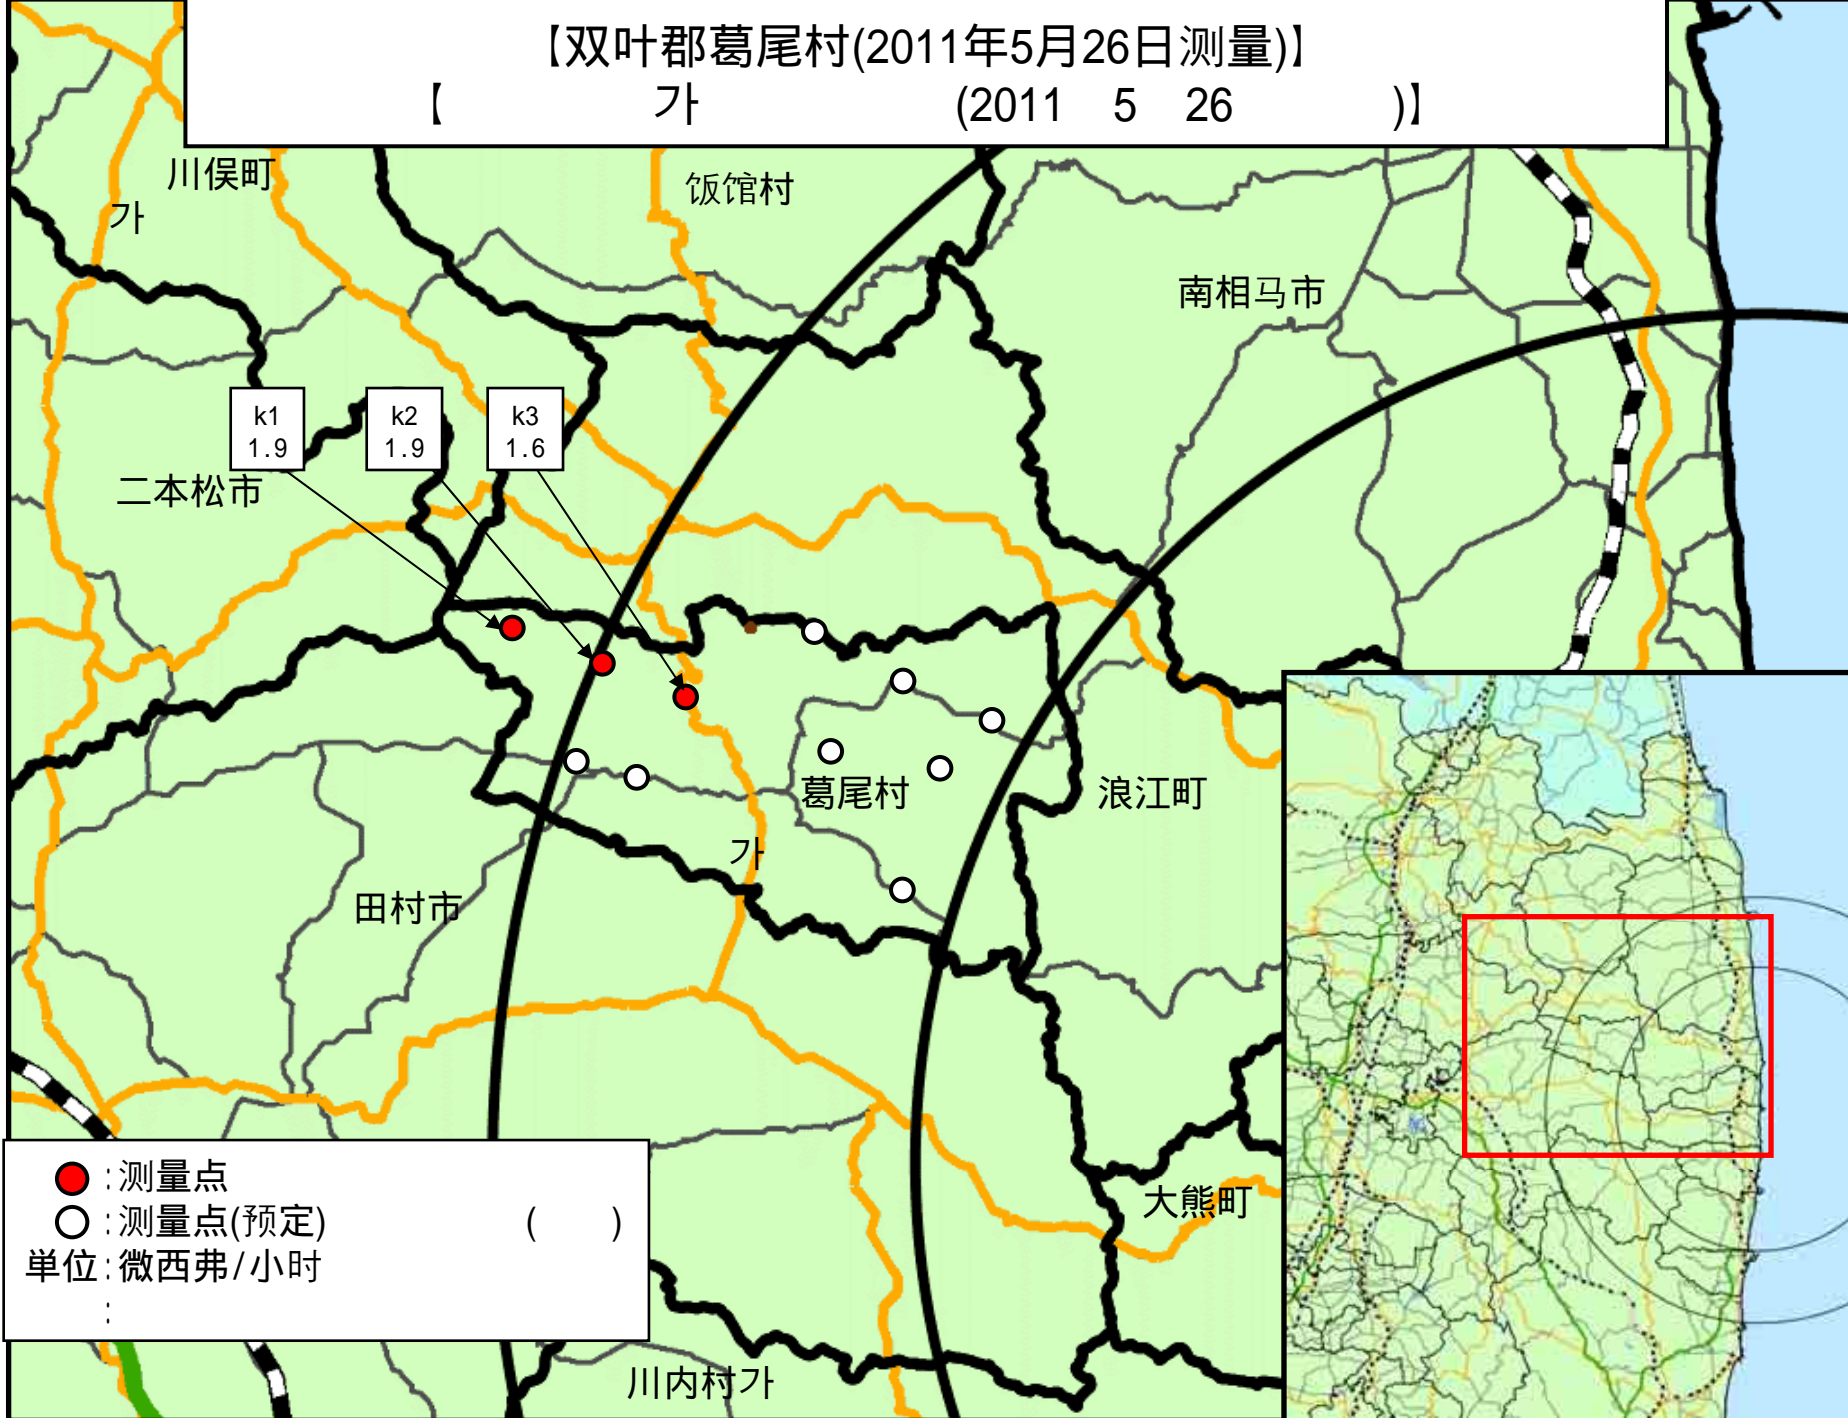 【双叶郡葛尾村(2011年5月26日测量)】
【 가 (2011 5 26 )】
川俣町
가
饭馆村
南相马市
k1
1.9
k2
1.9
k3
1.6
二本松市
葛尾村
浪江町
가
田村市
大熊町
川内村가
:测量点
:测量点(预定) ( )
単位:微西弗/小时
: